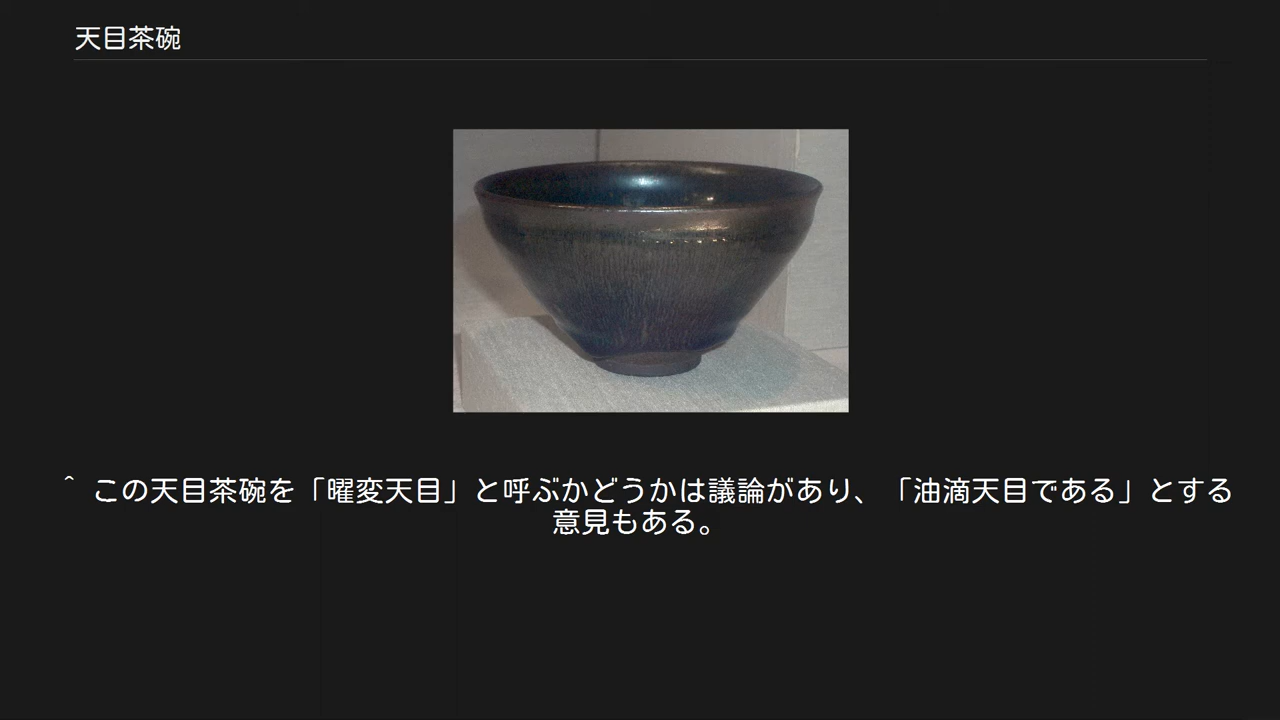 天目茶碗
^ この天目茶碗を「曜変天目」と呼ぶかどうかは議論があり、「油滴天目である」とする
意見もある。